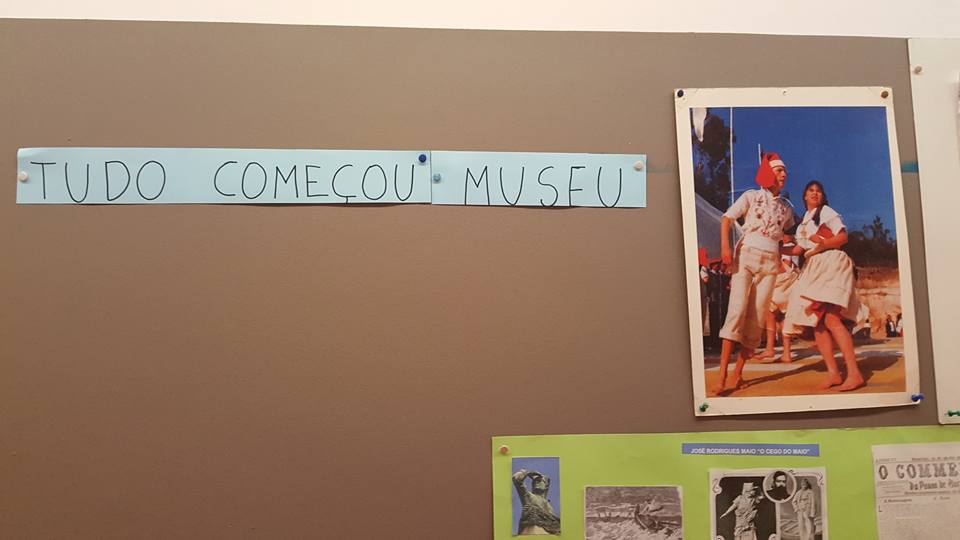 TUDO COMEÇOU MUSEU
JOSÉ RODRIGUES MAIO "O CEGO DO MAIO"
O COMME